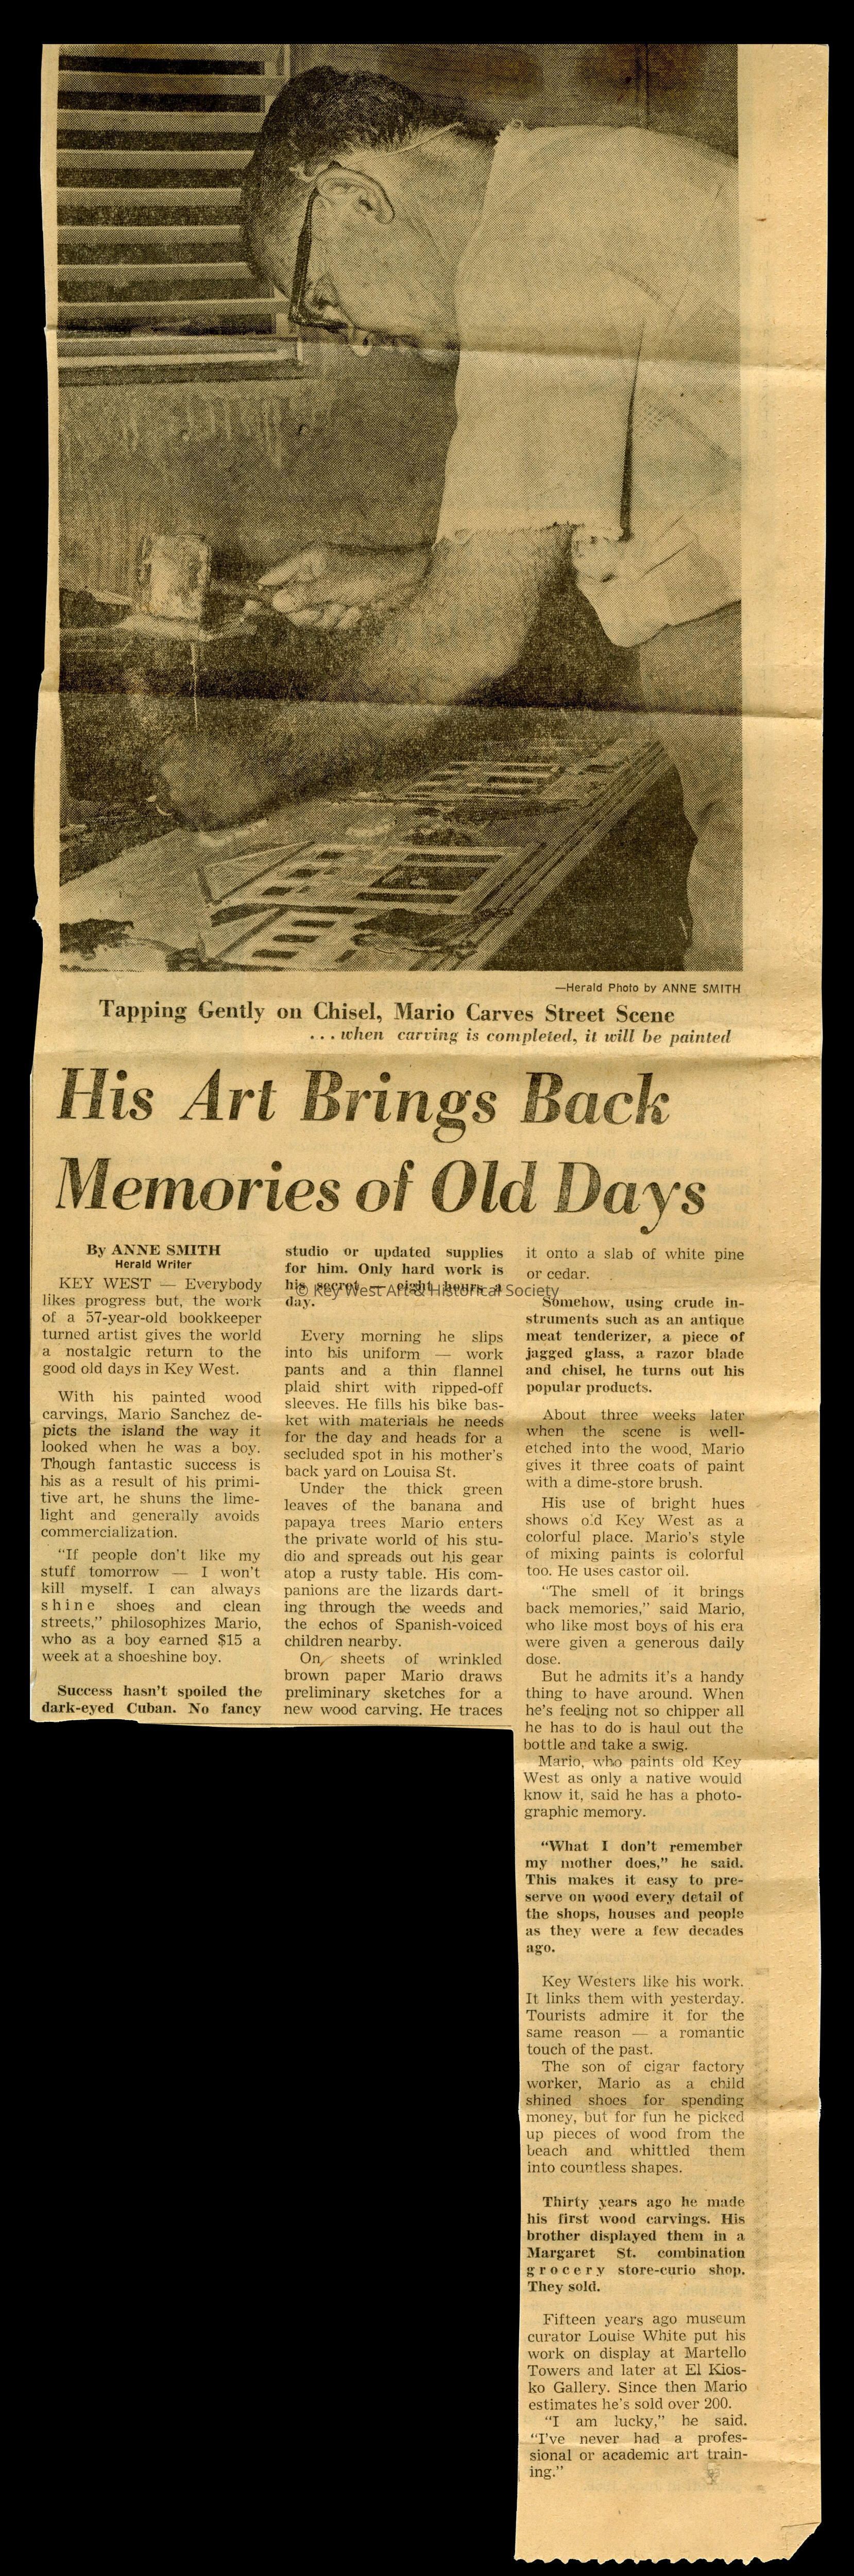 —Herald Photo by ANNE SMITH
Tapping Gently on Chisel, Mario Carves Street Scene
... when carving is completed, it will be painted
His Art Brings Back
Memories of Old Days
By ANNE SMITH
Herald Writer
KEY WEST — Everybody
likes progress but, the work
of a 57-year-old bookkeeper
turned artist gives the world
a nostalgic return to the
good old days in Key West.
With his painted wood
carvings, Mario Sanchez de-
picts the island the way it
looked when he was a boy.
Though fantastic success is
his as a result of his primi-
tive art, he shuns the lime-
light and generally avoids
commercialization.
"If people don't like my
stuff tomorrow — I won't
kill myself. I can always
shine shoes and clean
streets," philosophizes Mario,
who as a boy earned $15 a
week at a shoeshine boy.
Success hasn't spoiled the
dark-eyed Cuban. No fancy
studio or updated supplies
for him. Only hard work is
his secret — eight hours a
day.
© Key West Art & Historical Society
Every morning he slips
into his uniform — work
pants and a thin flannel
plaid shirt with ripped-off
sleeves. He fills his bike bas-
ket with materials he needs
for the day and heads for a
secluded spot in his mother's
back yard on Louisa St.
Under the thick green
leaves of the banana and
papaya trees Mario enters
the private world of his stu-
dio and spreads out his gear
atop a rusty table. His com-
panions are the lizards dart-
ing through the weeds and
the echos of Spanish-voiced
children nearby.
On sheets of wrinkled
brown paper Mario draws
preliminary sketches for a
new wood carving. He traces
it onto a slab of white pine
or cedar.
Somehow, using crude in-
struments such as an antique
meat tenderizer, a piece of
jagged glass, a razor blade
and chisel, he turns out his
popular products.
About three weeks later
when the scene is well-
etched into the wood, Mario
gives it three coats of paint
with a dime-store brush.
His use of bright hues
shows old Key West as a
colorful place. Mario's style
of mixing paints is colorful
too. He uses castor oil.
"The smell of it brings
back memories," said Mario,
who like most boys of his era
were given a generous daily
dose.
But he admits it's a handy
thing to have around. When
he's feeling not so chipper all
he has to do is haul out the
bottle and take a swig.
Mario, who paints old Key
West as only a native would
know it, said he has a photo-
graphic memory.
"What I don't remember
my mother does," he said.
This makes it easy to pre-
serve on wood every detail of
the shops, houses and people
as they were a few decades
ago.
Key Westers like his work.
It links them with yesterday.
Tourists admire it for the
same reason — a romantic
touch of the past.
The son of cigar factory
worker, Mario as a child
shined shoes for spending
money, but for fun he picked
up pieces of wood from the
beach and whittled them
into countless shapes.
Thirty years ago he made
his first wood carvings. His
brother displayed them in a
Margaret St. combination
grocery store-curio shop.
They sold.
Fifteen years ago museum
curator Louise White put his
work on display at Martello
Towers and later at El Kios-
ko Gallery. Since then Mario
estimates he's sold over 200.
"I am lucky," he said.
"I've never had a profes-
sional or academic art train-
ing."